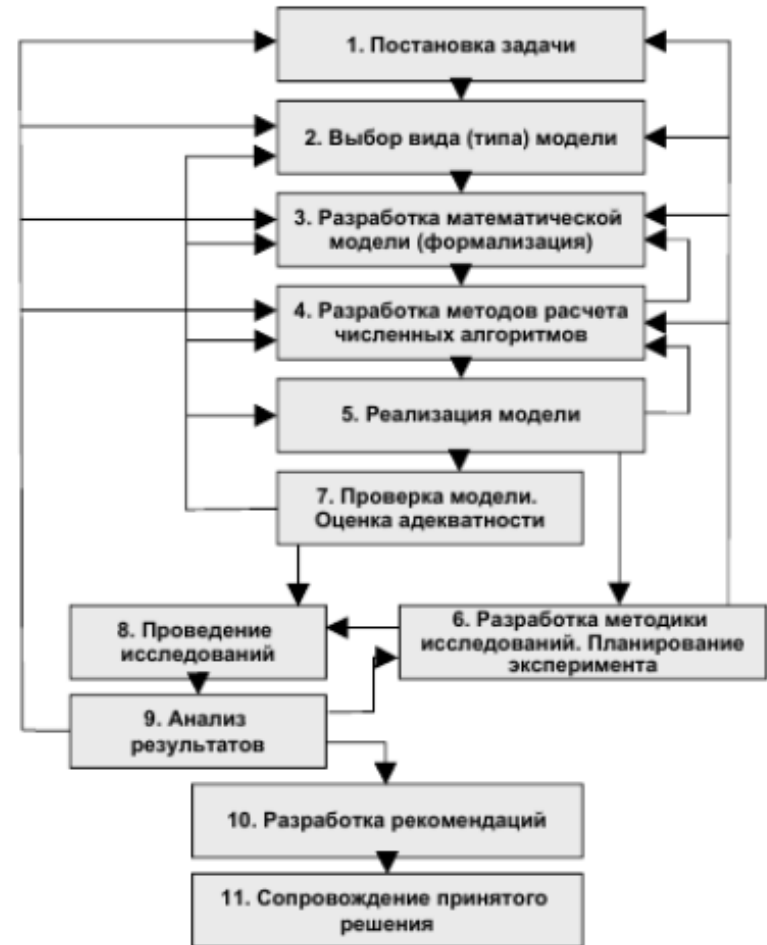 1. Постановка задачи
2. Выбор вида (типа) модели
3. Разработка математической
модели (формализация)
4. Разработка методов расчета
численных алгоритмов
5. Реализация модели
7. Проверка модели.
Оценка адекватности
8. Проведение
исследований
6. Разработка методики
исследований. Планирование
эксперимента
9. Анализ
результатов
10. Разработка рекомендаций
11. Сопровождение принятого
решения